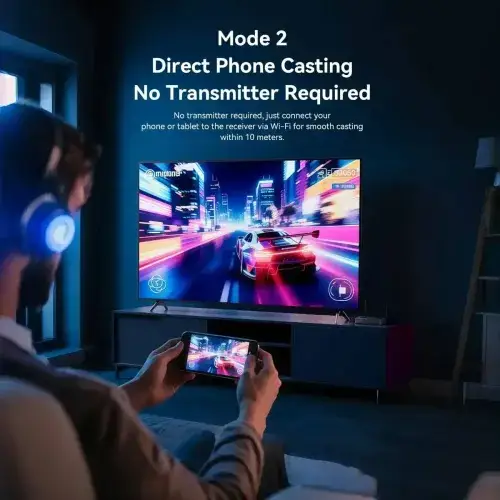 Mode 2
Direct Phone Casting
No Transmitter Required
No transmitter required, just connect your
phone or tablet to the receiver via Wi-Fi for smooth casting
within 10 meters.